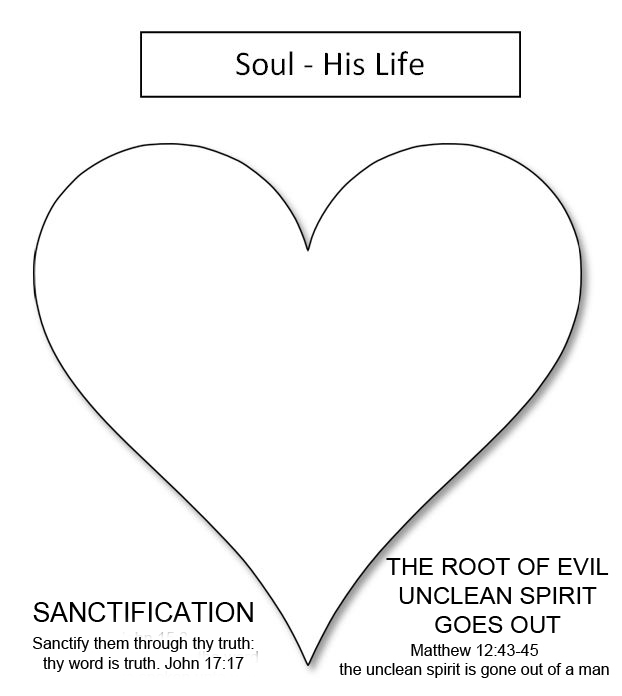 Soul - His Life
SANCTIFICATION
Sanctify them through thy truth:
thy word is truth. John 17:17
THE ROOT OF EVIL
UNCLEAN SPIRIT
GOES OUT
Matthew 12:43-45
the unclean spirit is gone out of a man